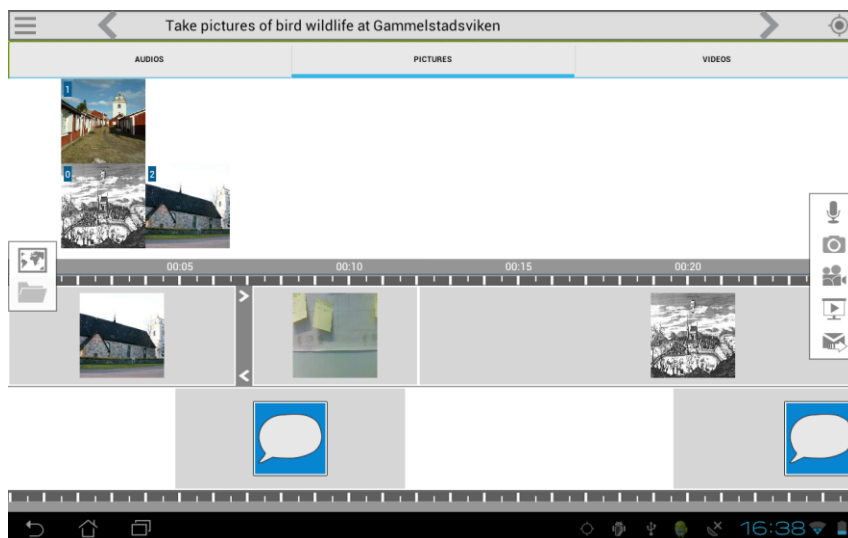 Take pictures of bird wildlife at Gammelstadsviken
AUDIOS PICTURES VIDEOS
1
0 2
00:05 00:10 00:15 00:20
16:38